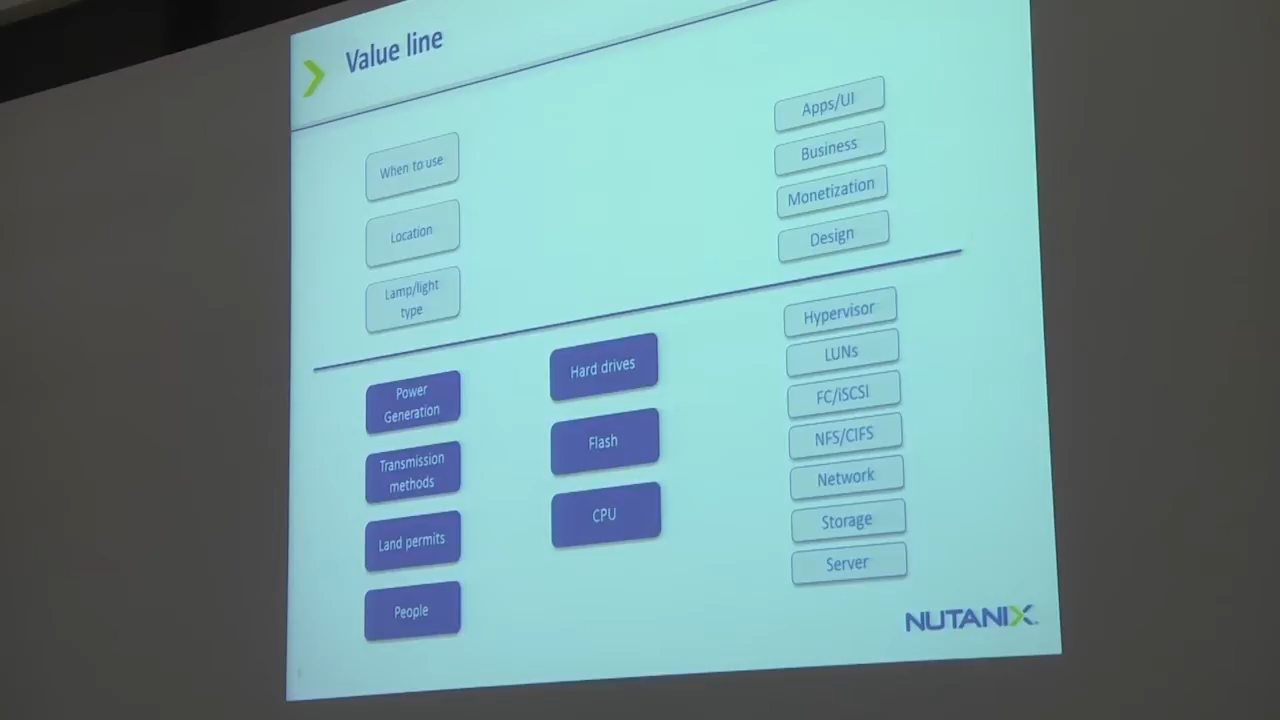 Value line
When to use
Location
Lamp/light
type
Power
Generation
Transmission
methods
Land permits
People
Hard drives
Flash
CPU
Apps/UI
Business
Monetization
Design
Hypervisor
LUNs
FC/iSCSI
NFS/CIFS
Network
Storage
Server
NUTANIX